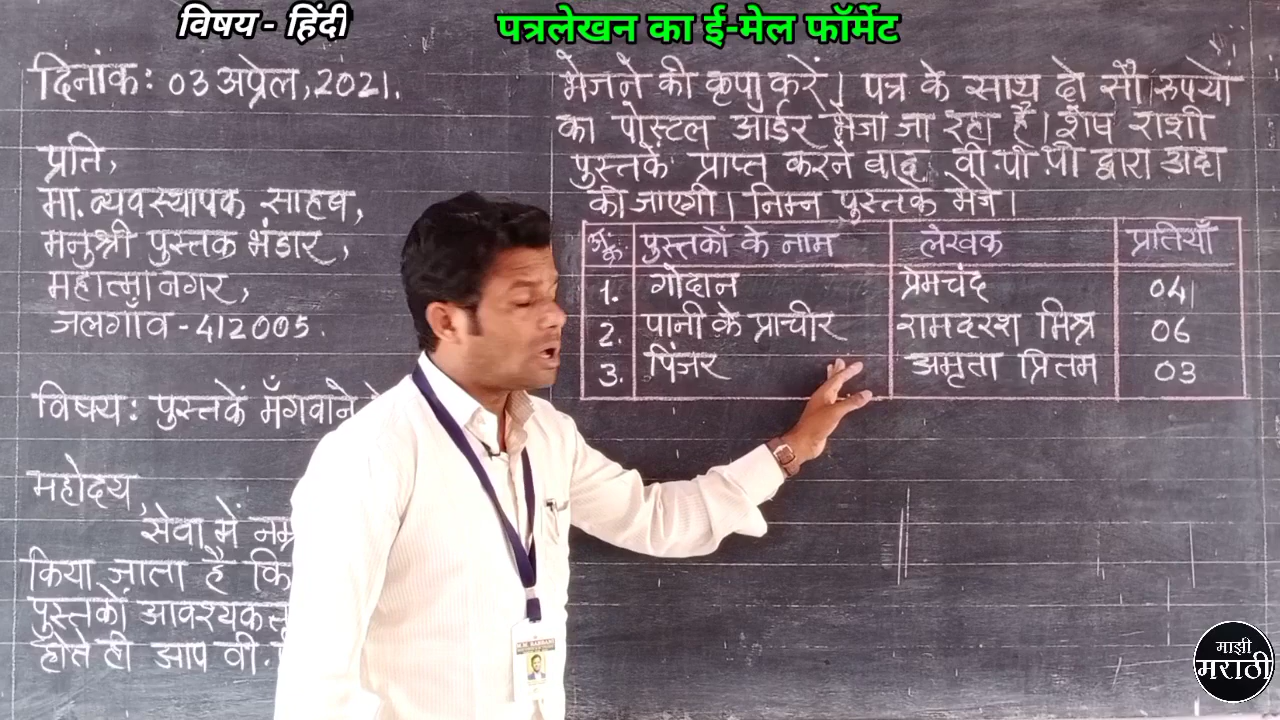 विषय - हिंदी
पत्रलेखन का ई-मेल फॉर्मेट
दिनांक: 03 अप्रेल, 2021.
प्रति,
मा. व्यवस्थापक साहब,
मनुश्री पुस्तक भंडार,
महात्मा नगर,
जलगाँव - 412005.
विषय: पुस्तकें मँगवाने
महोदय,
सेवा में नम्र
किया जाता है कि
पुस्तकों आवश्यकता
होते ही आप वी.
भेजने की कृपा करें। पत्र के साथ दो सौ रुपयों
का पोस्टल आर्डर भेजा जा रहा है। शेष राशी
पुस्तकें प्राप्त करने बाद वी.पी.पी द्वारा अदा
की जाएगी। निम्न पुस्तकें भेजे।
अ.क्र. पुस्तकों के नाम लेखक प्रतियाँ
1. गोदान प्रेमचंद 04
2. पानी के प्राचीर रामदरश मिश्र 06
3. पिंजर अमृता प्रितम 03
माझी
मराठी